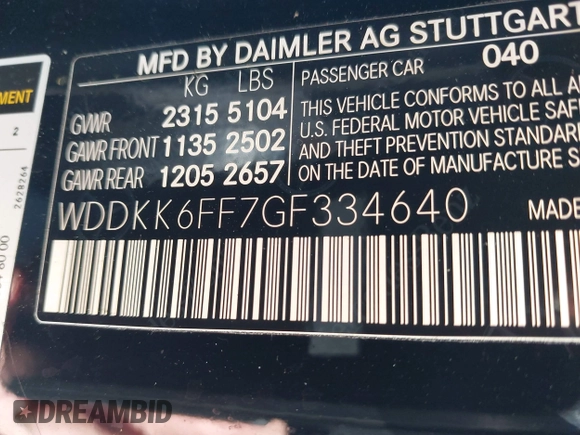 MFD BY DAIMLER AG STUTTGART
KG LBS
GVWR 2315 5104
GAWR FRONT 1135 2502
GAWR REAR 1205 2657
PASSENGER CAR 040
THIS VEHICLE CONFORMS TO ALL A
U.S. FEDERAL MOTOR VEHICLE SAF
AND THEFT PREVENTION STANDAR
DATE OF MANUFACTURE AS
WDDKK6FF7GF334640
MADE
MENT
2
2628264
DREAMBID